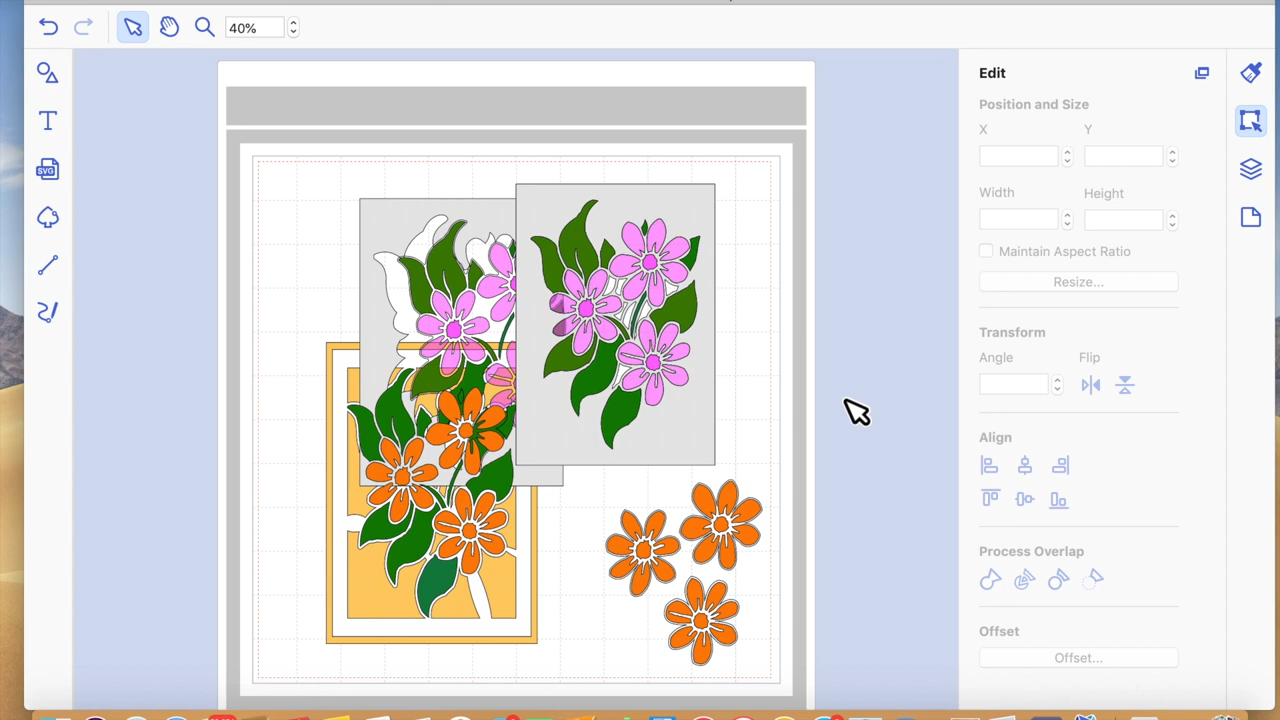 40%
Edit
Position and Size
X Y
Width Height
Maintain Aspect Ratio
Resize...
Transform
Angle Flip
Align
Process Overlap
Offset
Offset...
SVG
T